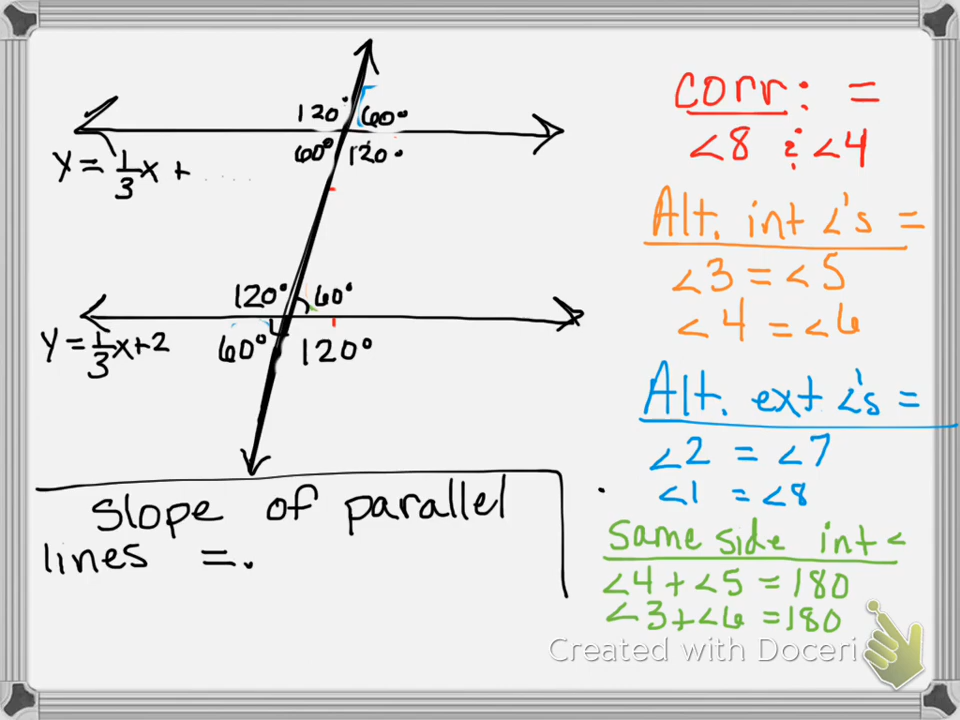 120° 60°
60° 120°
y = 1/3x + ....
120° 60°
y = 1/3x+2
60° 120°
slope of parallel
lines =.
corr: =
<8 & <4
Alt. int <'s =
<3 = <5
<4 = <6
Alt. ext <'s =
<2 = <7
<1 = <8
same side int <
<4 + <5 = 180
<3 + <6 = 180
Created with Doceri